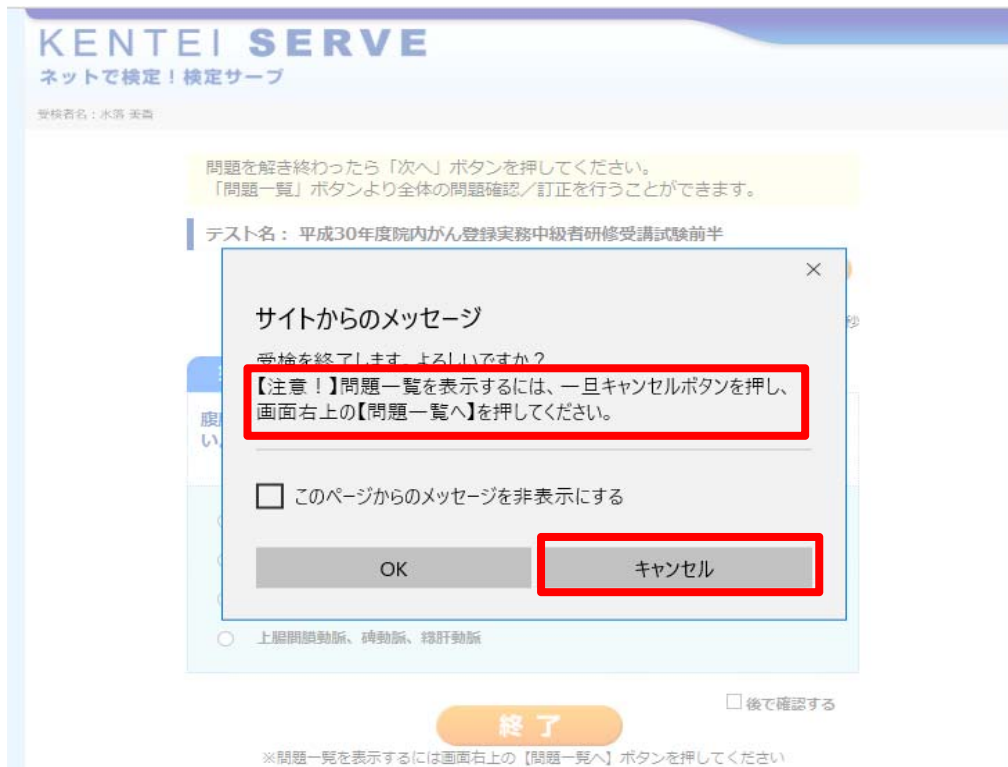 KENTEI SERVE
ネットで検定!検定サーブ
受検者名:水落 美香
問題を解き終わったら「次へ」ボタンを押してください。
「問題一覧」ボタンより全体の問題確認/訂正を行うことができます。
テスト名: 平成30年度院内がん登録実務中級者研修受講試験前半
×
秒
サイトからのメッセージ
受検を終了します。よろしいですか?
【注意!】問題一覧を表示するには、一旦キャンセルボタンを押し、
画面右上の【問題一覧へ】を押してください。
腹
い
このページからのメッセージを非表示にする
OK キャンセル
上腸間膜動脈、脾動脈、総肝動脈
後で確認する
終了
※問題一覧を表示するには画面右上の【問題一覧へ】ボタンを押してください